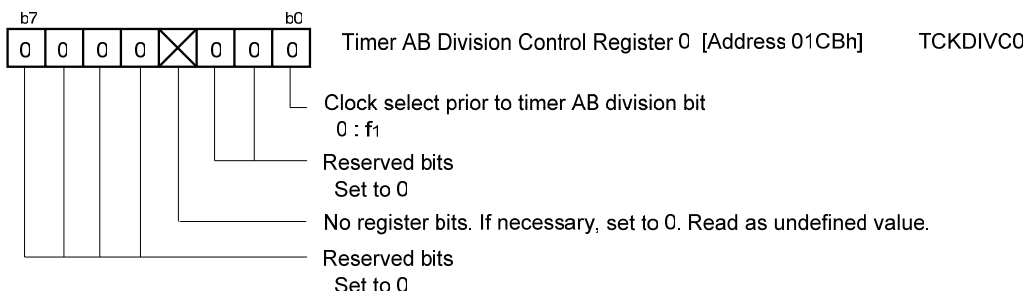 b7 b0
0 0 0 0 0 0 0 Timer AB Division Control Register 0 [Address 01CBh] TCKDIVC0
Clock select prior to timer AB division bit
0 : f1
Reserved bits
Set to 0
No register bits. If necessary, set to 0. Read as undefined value.
Reserved bits
Set to 0